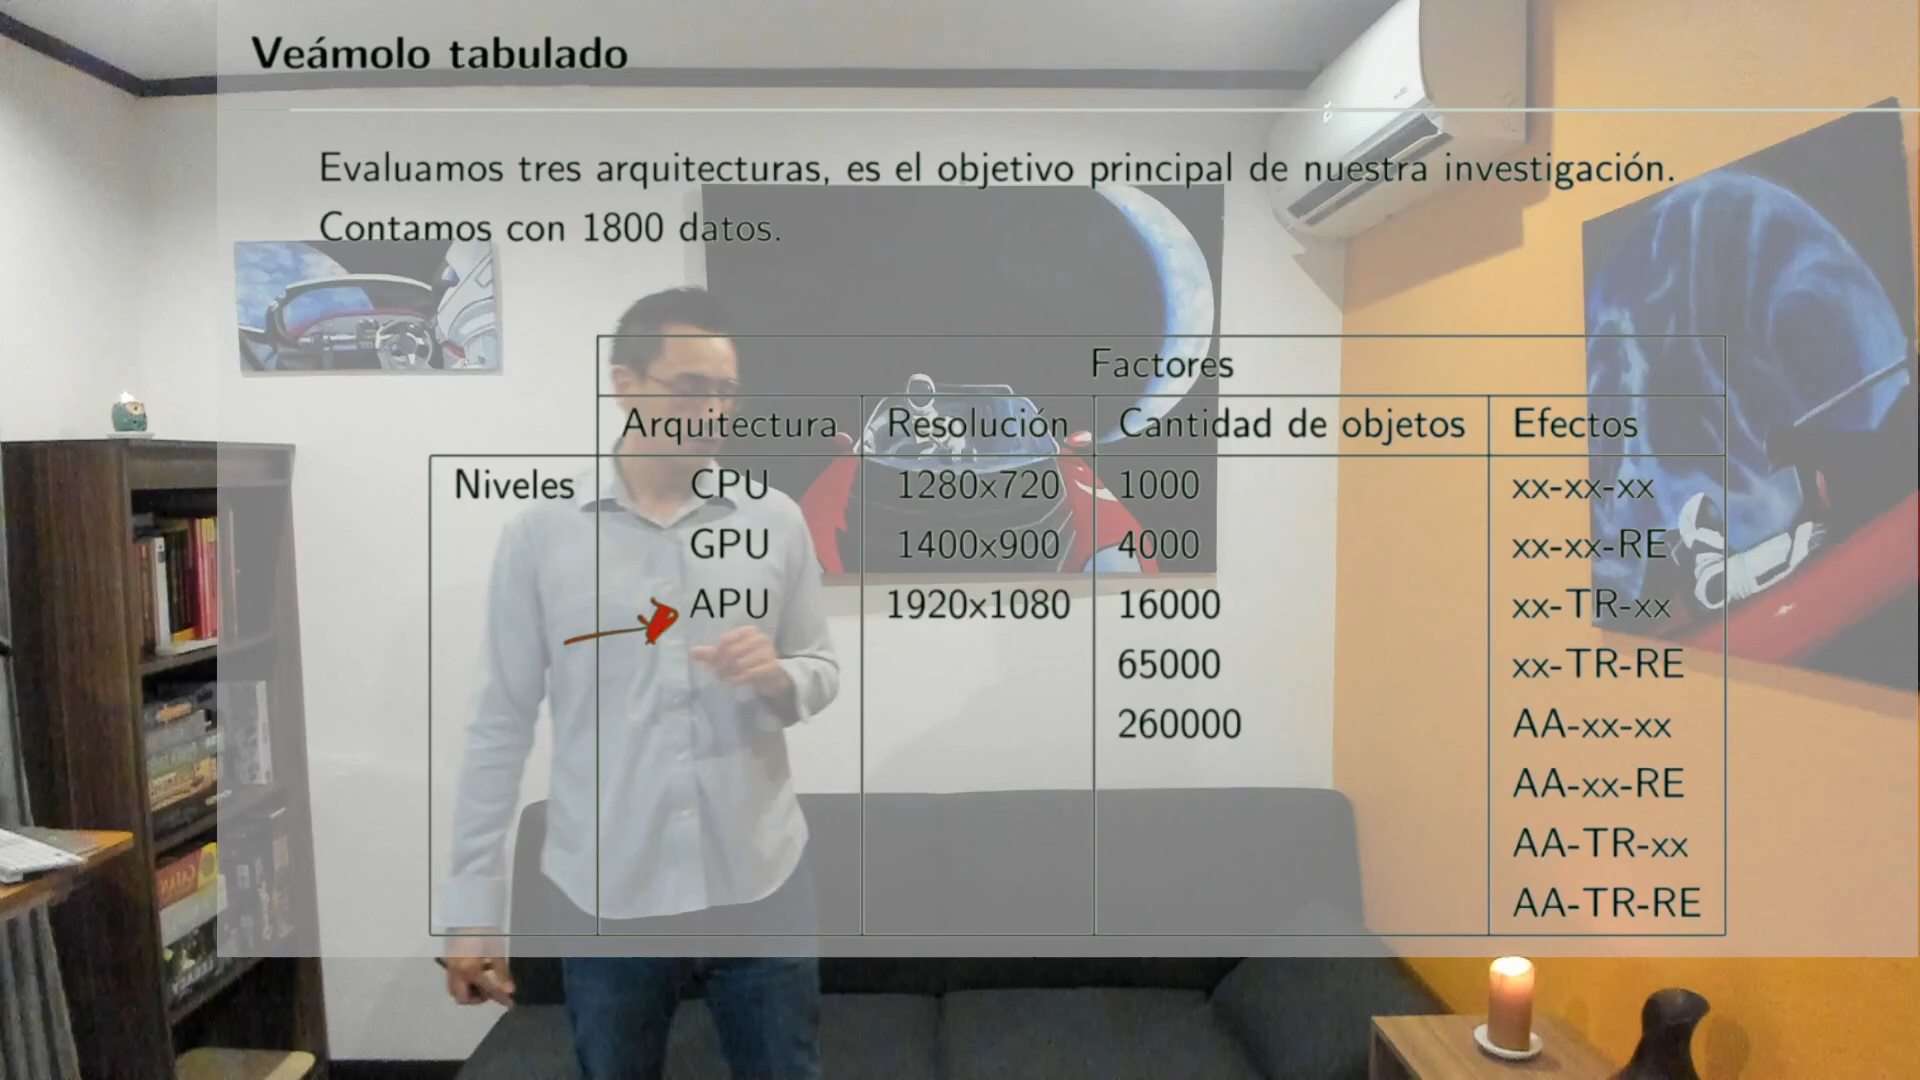 Veámolo tabulado
Evaluamos tres arquitecturas, es el objetivo principal de nuestra investigación.
Contamos con 1800 datos.
Factores
Arquitectura Resolución Cantidad de objetos Efectos
Niveles CPU 1280x720 1000 xx-xx-xx
GPU 1400x900 4000 xx-xx-RE
APU 1920x1080 16000 xx-TR-xx
65000 xx-TR-RE
260000 AA-xx-xx
AA-xx-RE
AA-TR-xx
AA-TR-RE
CATAN